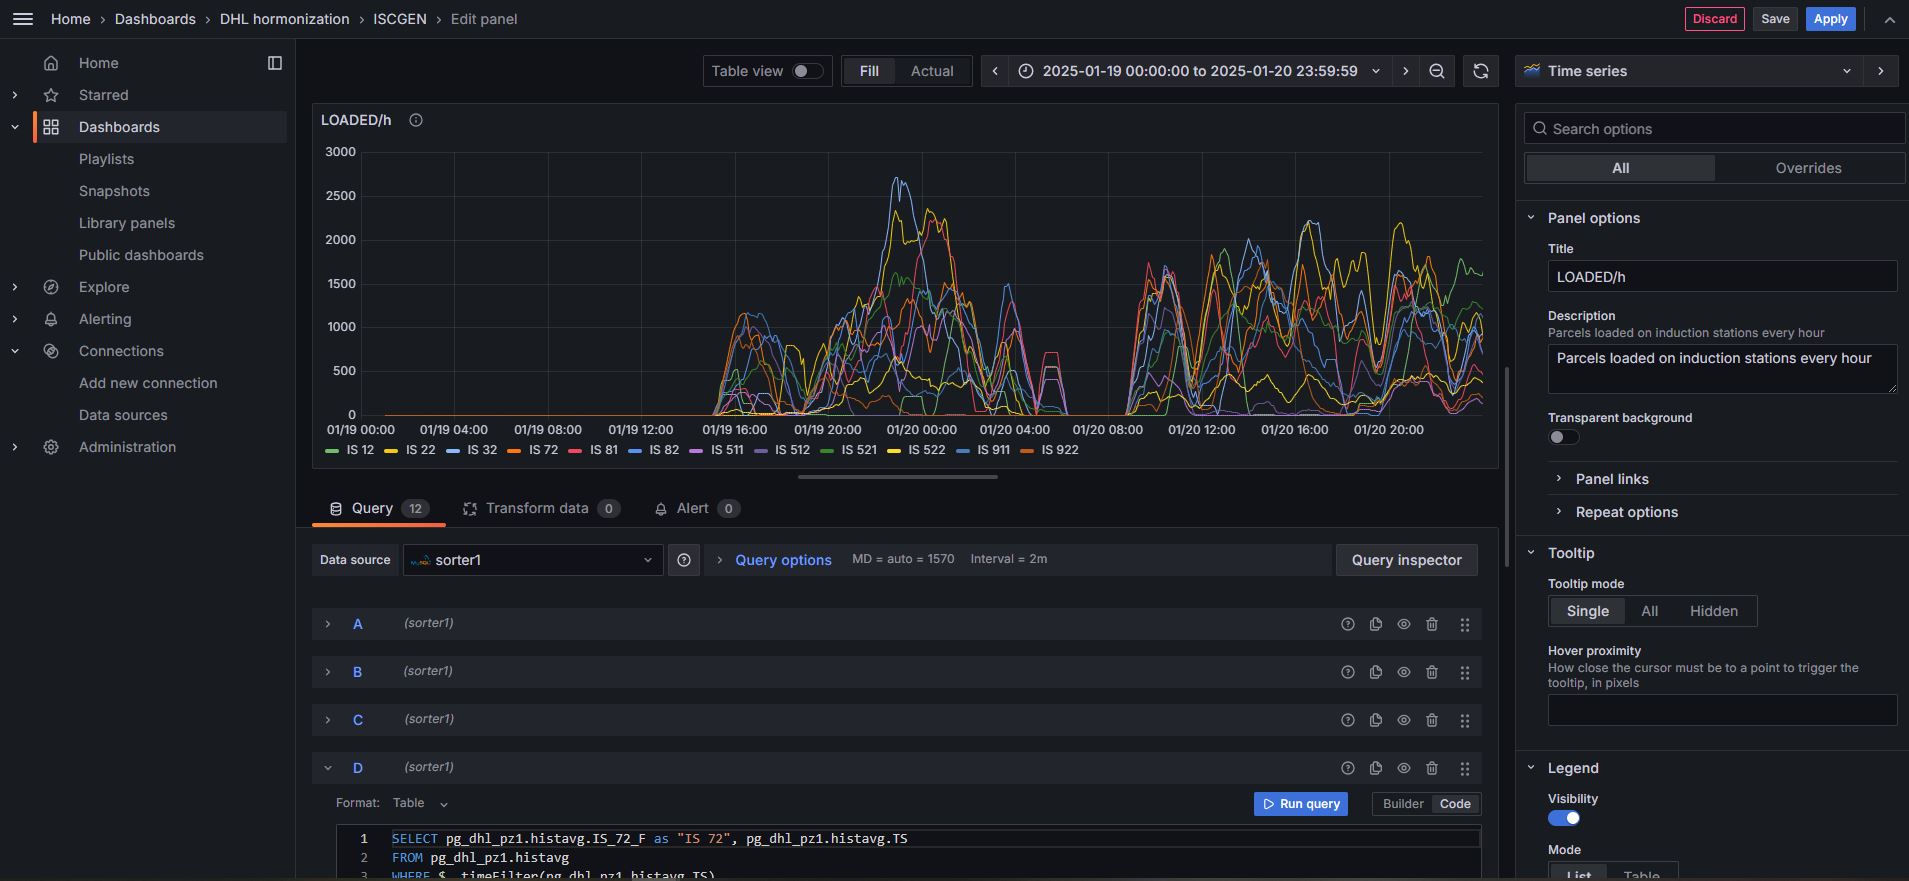 Home › Dashboards › DHL hormonization › ISCGEN › Edit panel
Discard Save Apply
Home
Starred
Dashboards
Playlists
Snapshots
Library panels
Public dashboards
Explore
Alerting
Connections
Add new connection
Data sources
Administration
Table view Fill Actual 2025-01-19 00:00:00 to 2025-01-20 23:59:59
LOADED/h
3000
2500
2000
1500
1000
500
0
01/19 00:00 01/19 04:00 01/19 08:00 01/19 12:00 01/19 16:00 01/19 20:00 01/20 00:00 01/20 04:00 01/20 08:00 01/20 12:00 01/20 16:00 01/20 20:00
IS 12 IS 22 IS 32 IS 72 IS 81 IS 82 IS 511 IS 512 IS 521 IS 522 IS 911 IS 922
Query 12 Transform data 0 Alert 0
Data source sorter1 Query options MD = auto = 1570 Interval = 2m Query inspector
A (sorter1)
B (sorter1)
C (sorter1)
D (sorter1)
Format: Table Run query Builder Code
1 SELECT pg_dhl_pz1.histavg.IS_72_F as "IS 72", pg_dhl_pz1.histavg.TS
2 FROM pg_dhl_pz1.histavg
3 WHERE $__timeFilter(pg_dhl_pz1.histavg.TS)
Time series
Search options
All Overrides
Panel options
Title
LOADED/h
Description
Parcels loaded on induction stations every hour
Parcels loaded on induction stations every hour
Transparent background
Panel links
Repeat options
Tooltip
Tooltip mode
Single All Hidden
Hover proximity
How close the cursor must be to a point to trigger the
tooltip, in pixels
Legend
Visibility
Mode
List Table